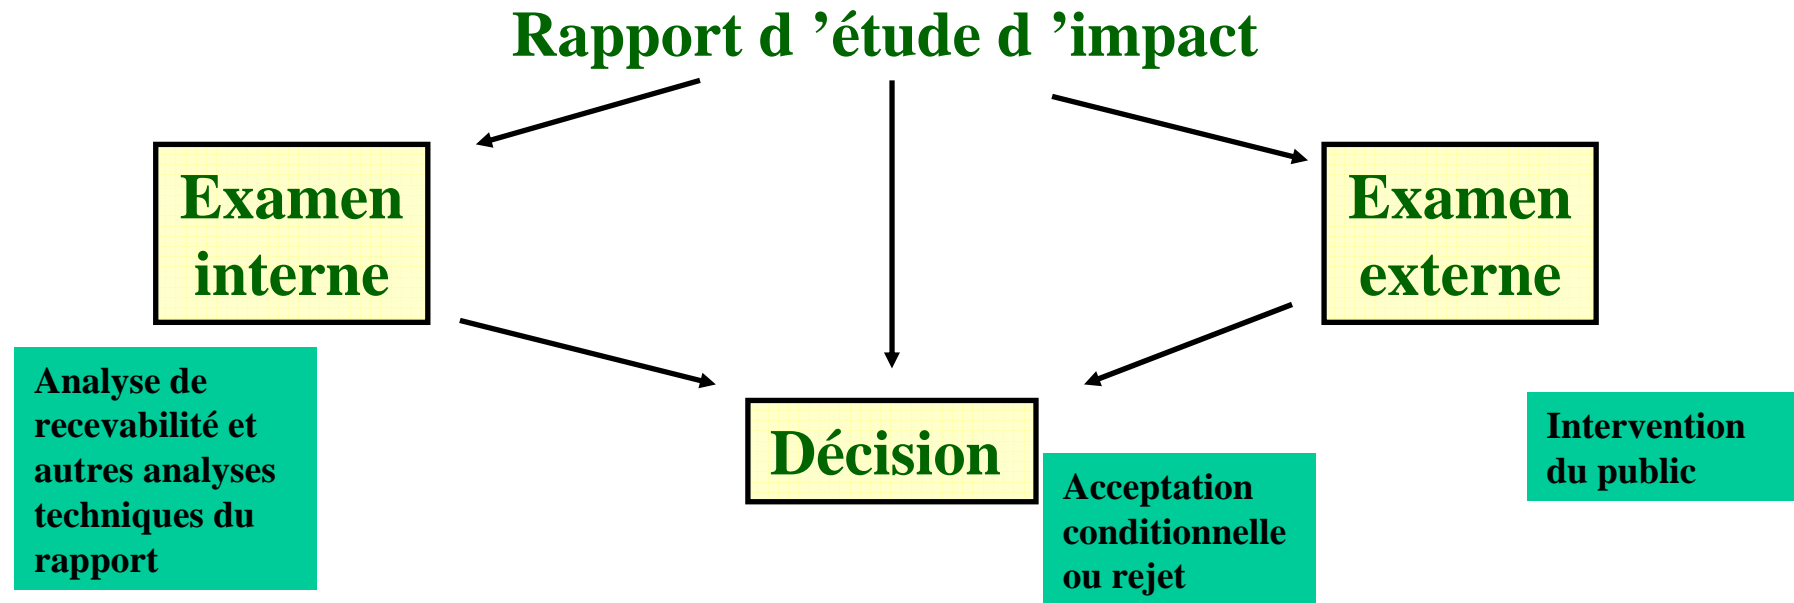 Rapport d ’étude d ’impact
Examen
interne
Examen
externe
Analyse de
recevabilité et
autres analyses
techniques du
rapport
Décision
Acceptation
conditionnelle
ou rejet
Intervention
du public